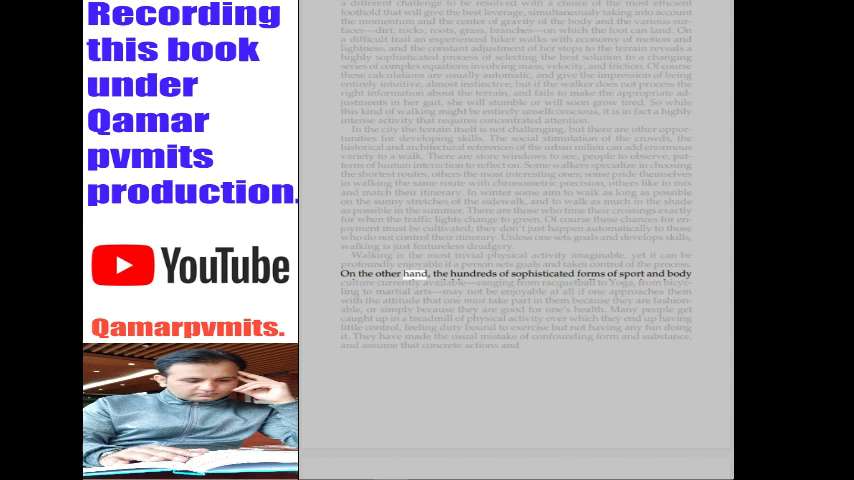 Recording
this book
under
Qamar
pvmits
production.
YouTube
Qamarpvmits.
a different challenge to be resolved with a choice of the most efficient
foothold that will give the best leverage, simultaneously taking into account
the momentum and the center of gravity of the body and the various sur-
faces—dirt, rocks, roots, grass, branches—on which the foot can land. On
a difficult trail an experienced hiker walks with economy of motion and
lightness, and the constant adjustment of her steps to the terrain reveals a
highly sophisticated process of selecting the best solution to a changing
series of complex equations involving mass, velocity, and friction. Of course
these calculations are usually automatic, and give the impression of being
entirely intuitive, almost instinctive; but if the walker does not process the
right information about the terrain, and fails to make the appropriate ad-
justments in her gait, she will stumble or will soon grow tired. So while
this kind of walking might be entirely unselfconscious, it is in fact a highly
intense activity that requires concentrated attention.
In the city the terrain itself is not challenging, but there are other oppor-
tunities for developing skills. The social stimulation of the crowds, the
historical and architectural references of the urban milieu can add enormous
variety to a walk. There are store windows to see, people to observe, pat-
terns of human interaction to reflect on. Some walkers specialize in choosing
the shortest routes, others the most interesting ones; some pride themselves
in walking the same route with chronometric precision, others like to mix
and match their itinerary. In winter some aim to walk as long as possible
on the sunny stretches of the sidewalk, and to walk as much in the shade
as possible in the summer. There are those who time their crossings exactly
for when the traffic lights change to green. Of course these chances for en-
joyment must be cultivated; they don't just happen automatically to those
who do not control their itinerary. Unless one sets goals and develops skills,
walking is just featureless drudgery.
Walking is the most trivial physical activity imaginable, yet it can be
profoundly enjoyable if a person sets goals and takes control of the process.
On the other hand, the hundreds of sophisticated forms of sport and body
culture currently available—ranging from racquetball to Yoga, from bicyc-
ling to martial arts—may not be enjoyable at all if one approaches them
with the attitude that one must take part in them because they are fashion-
able, or simply because they are good for one's health. Many people get
caught up in a treadmill of physical activity over which they end up having
little control, feeling duty bound to exercise but not having any fun doing
it. They have made the usual mistake of confounding form and substance,
and assume that concrete actions and